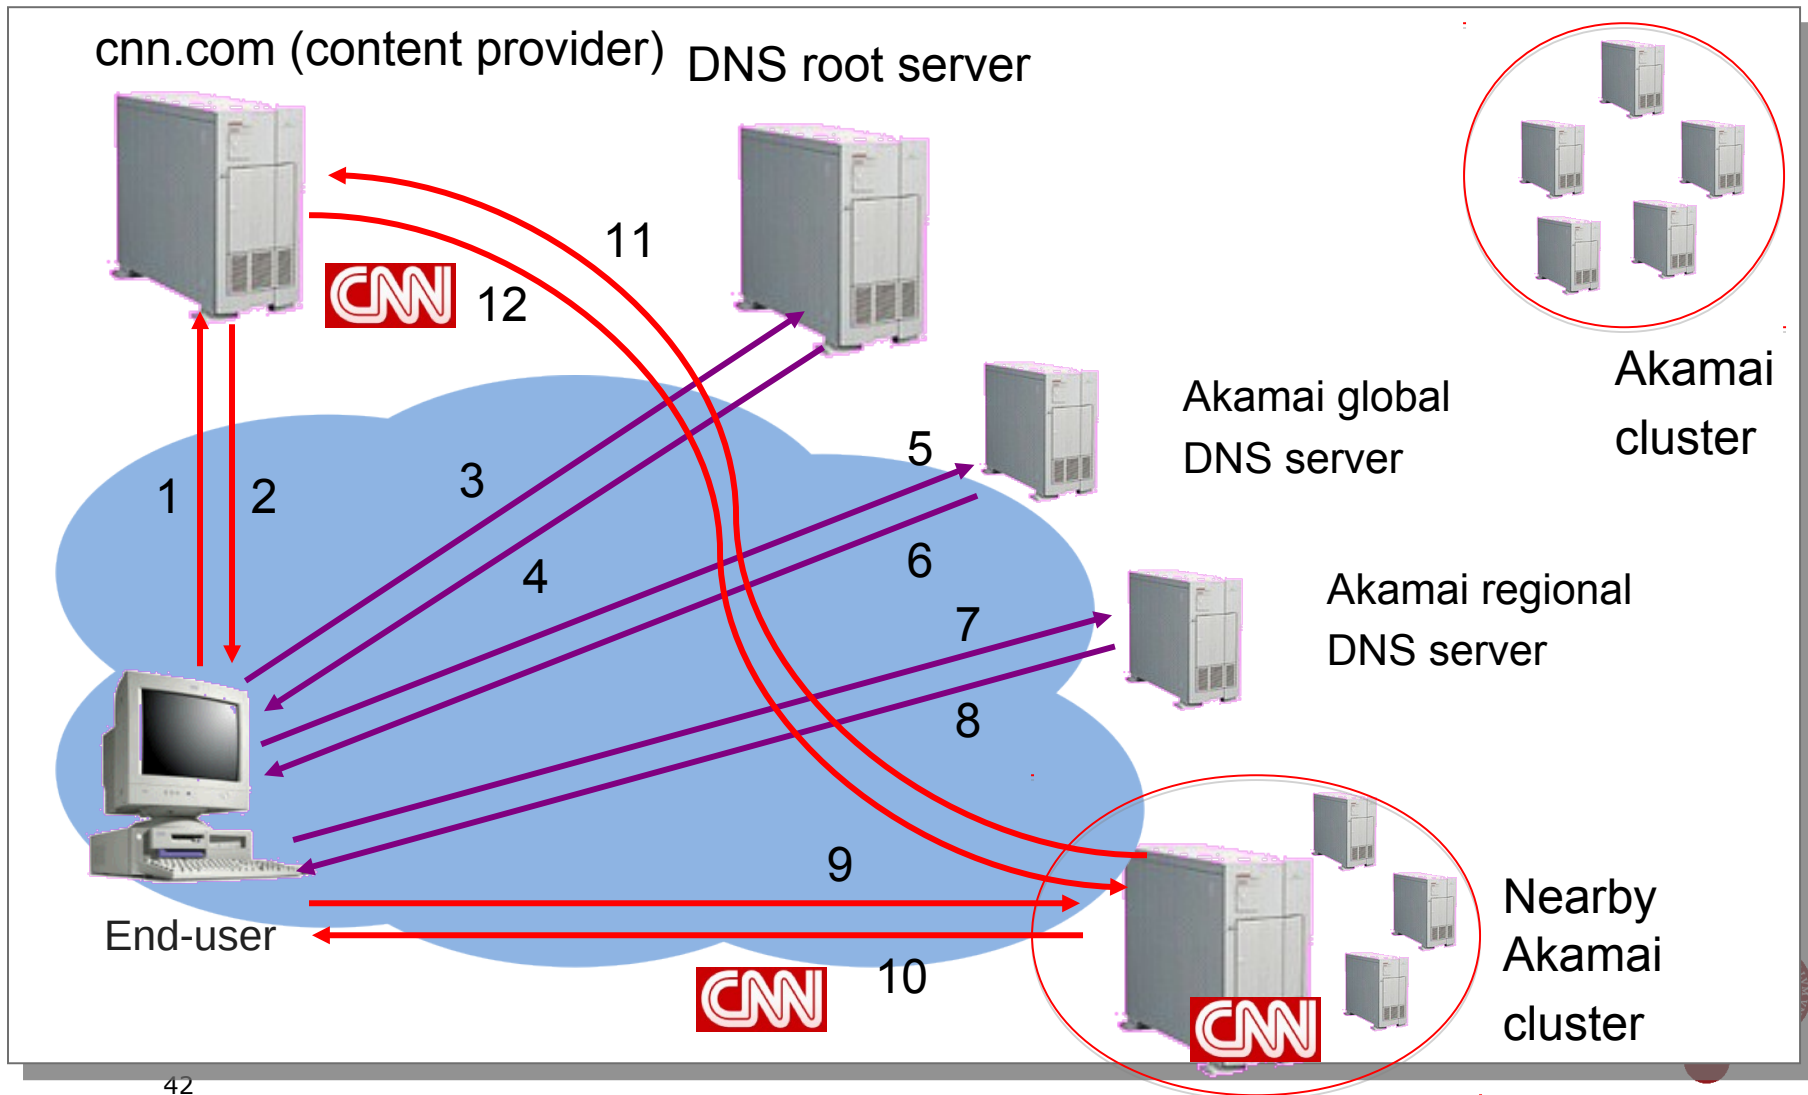 cnn.com (content provider)
DNS root server
11
CNN
12
Akamai
cluster
Akamai global
DNS server
5
3
1
2
4
6
Akamai regional
DNS server
7
8
9
End-user
10
CNN
CNN
Nearby
Akamai
cluster
42